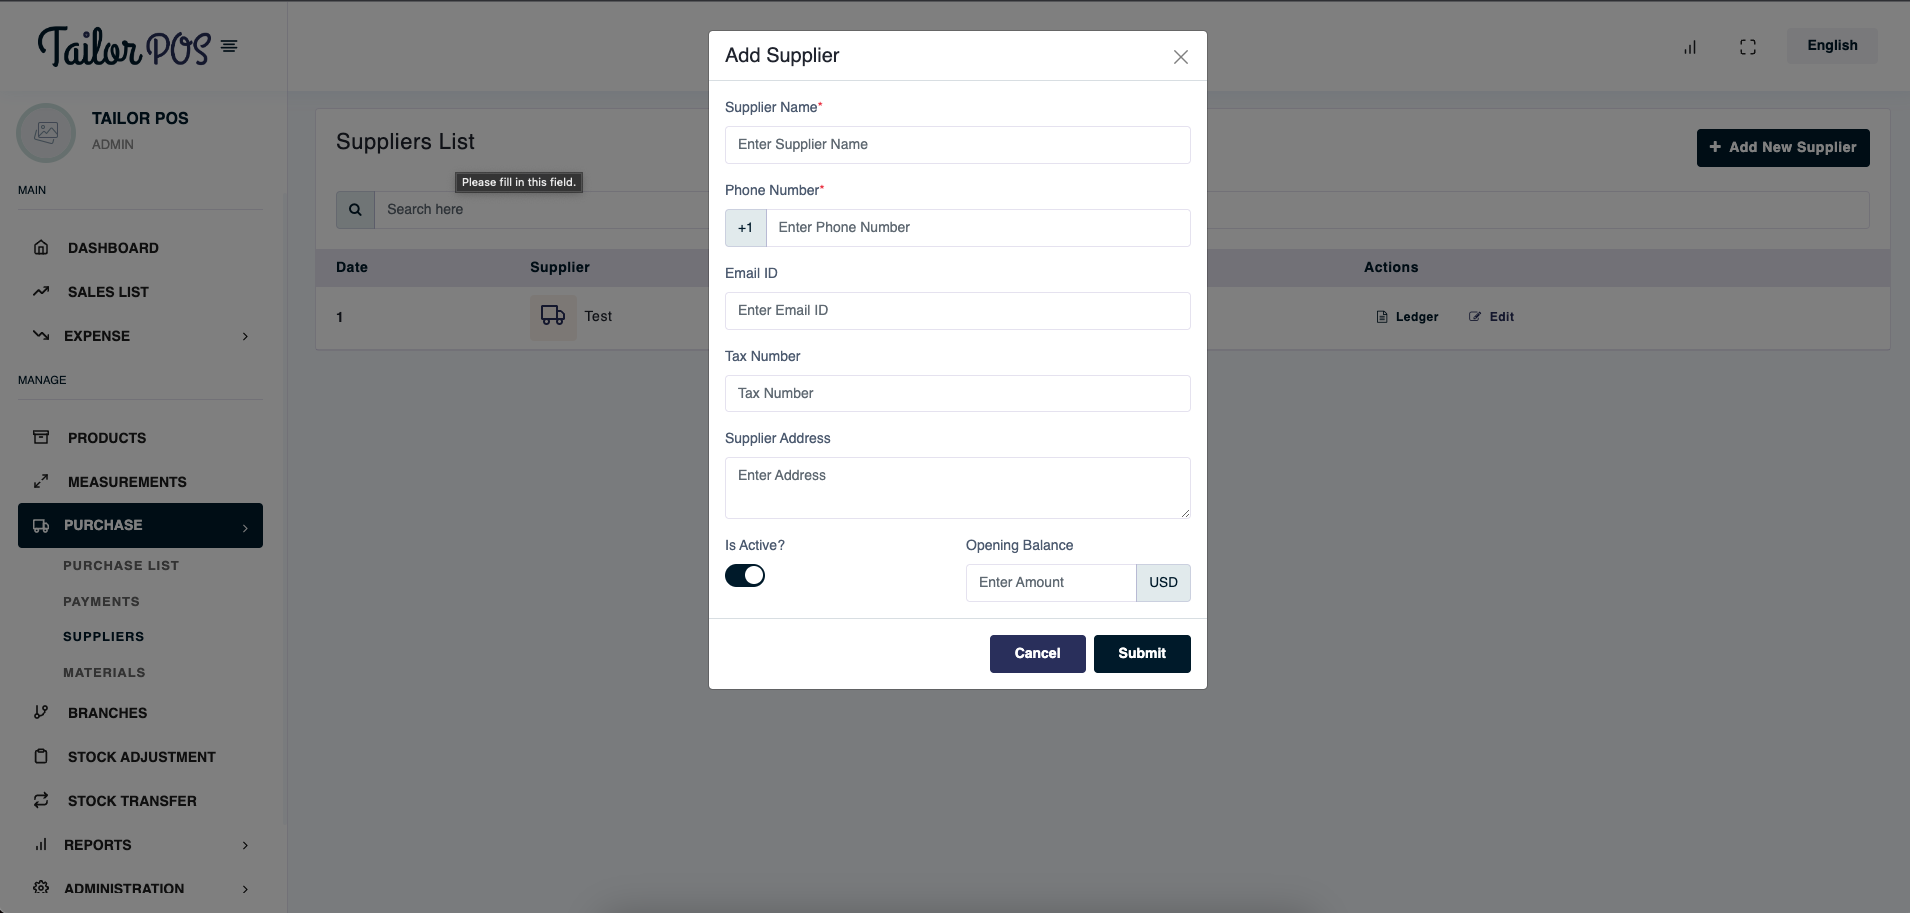 Tailor POS
English
TAILOR POS
ADMIN
MAIN
DASHBOARD
SALES LIST
EXPENSE
MANAGE
PRODUCTS
MEASUREMENTS
PURCHASE
PURCHASE LIST
PAYMENTS
SUPPLIERS
MATERIALS
BRANCHES
STOCK ADJUSTMENT
STOCK TRANSFER
REPORTS
ADMINISTRATION
Suppliers List
+ Add New Supplier
Please fill in this field.
Search here
Date Supplier Actions
1 Test Ledger Edit
Add Supplier
Supplier Name*
Enter Supplier Name
Phone Number*
+1 Enter Phone Number
Email ID
Enter Email ID
Tax Number
Tax Number
Supplier Address
Enter Address
Is Active? Opening Balance
Enter Amount USD
Cancel Submit